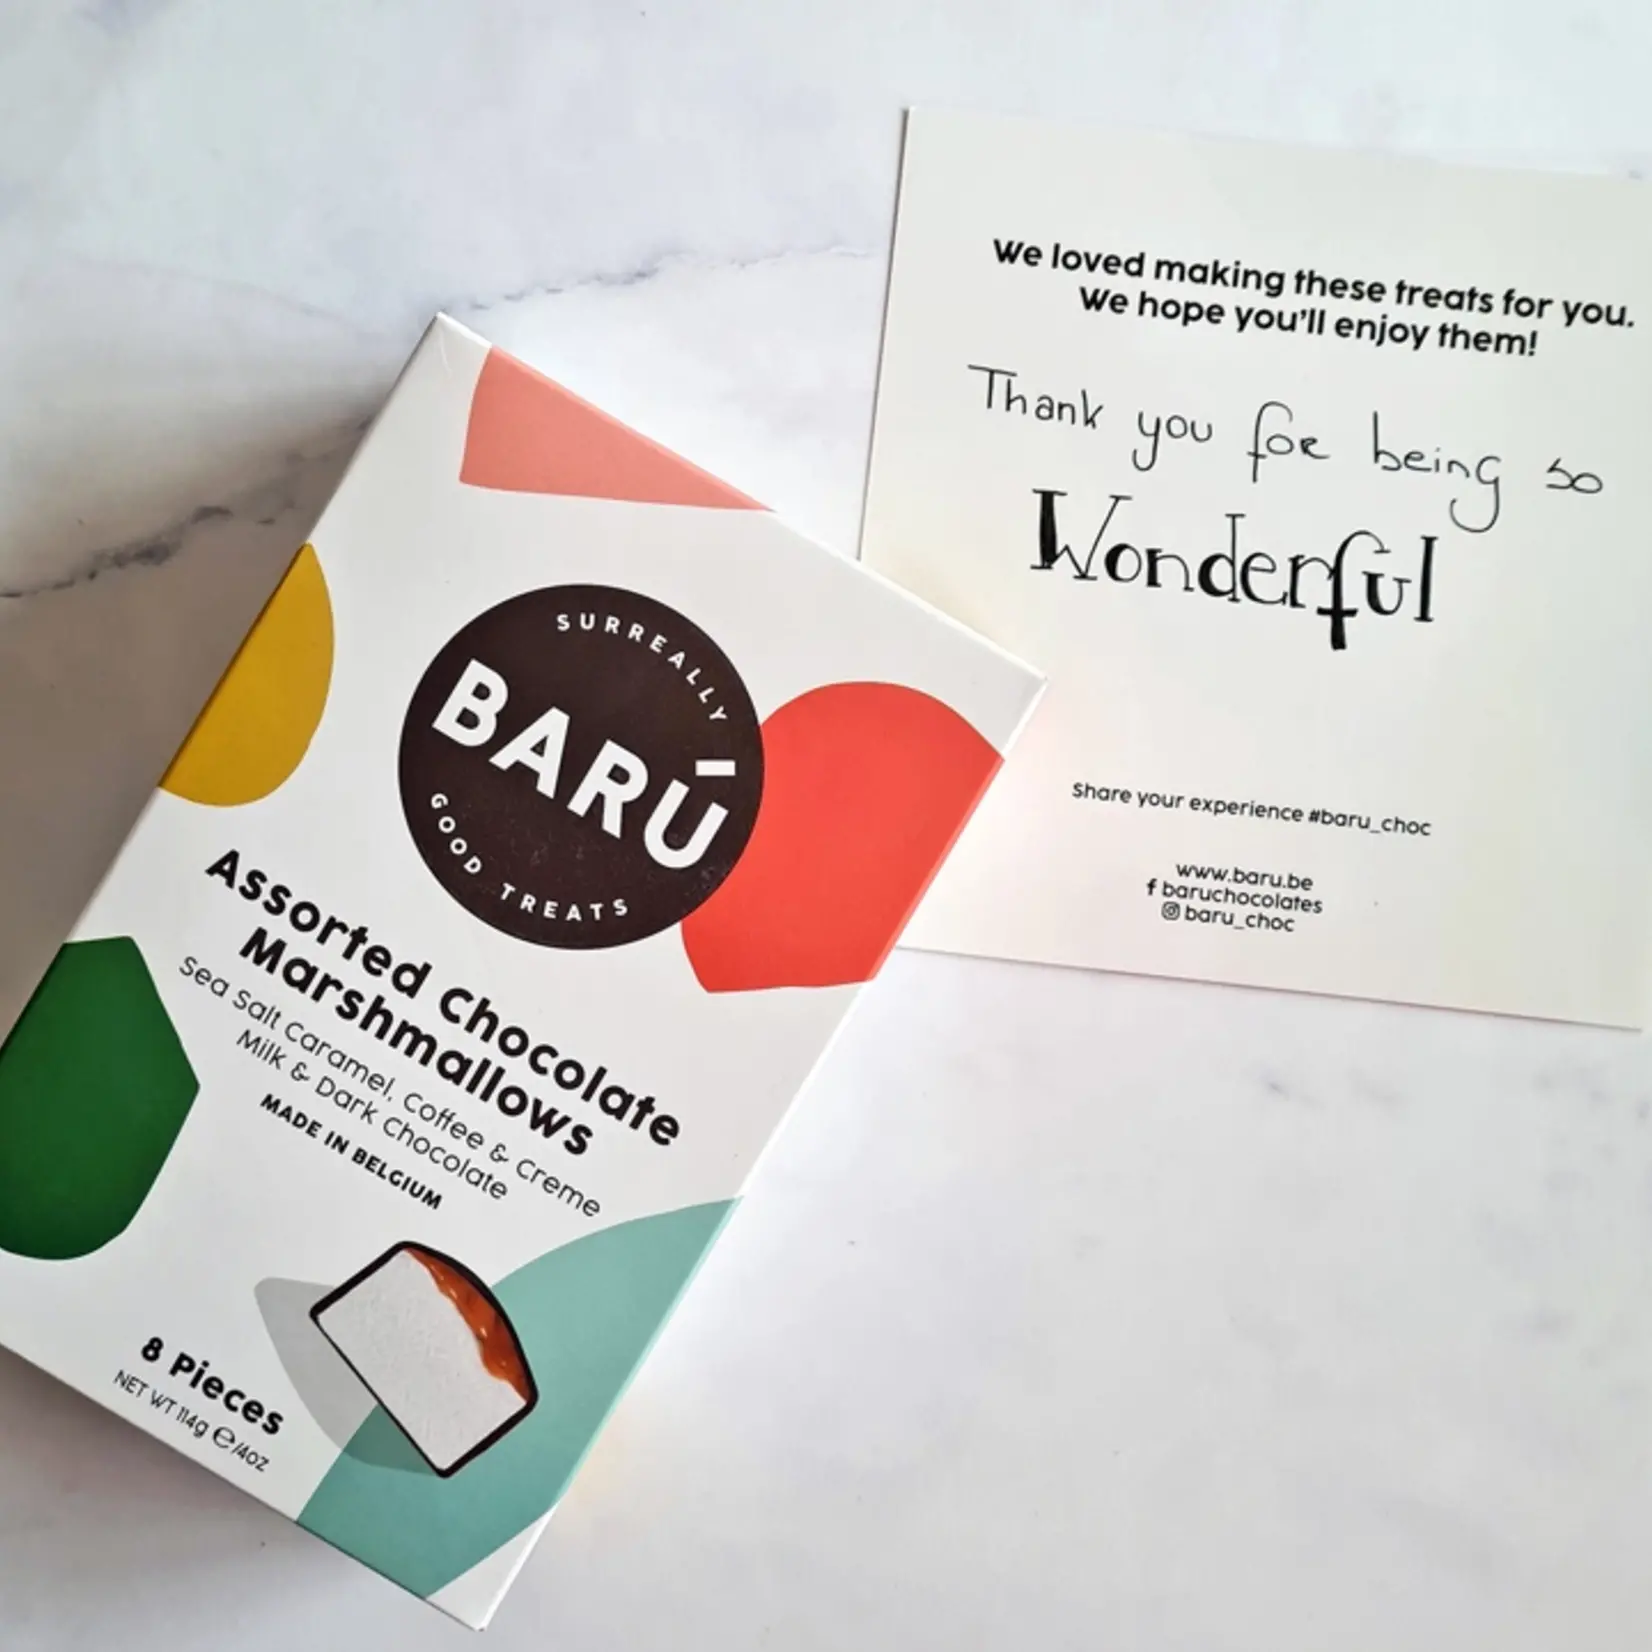 SURREALLY
BARÚ
GOOD TREATS
Assorted Chocolate
Marshmallows
Sea Salt Caramel, Coffee & Creme
Milk & Dark Chocolate
MADE IN BELGIUM
8 Pieces
NET WT 114g ℮/4oz
We loved making these treats for you.
We hope you'll enjoy them!
Thank you for being so
Wonderful
Share your experience #baru_choc
www.baru.be
f baruchocolates
baru_choc